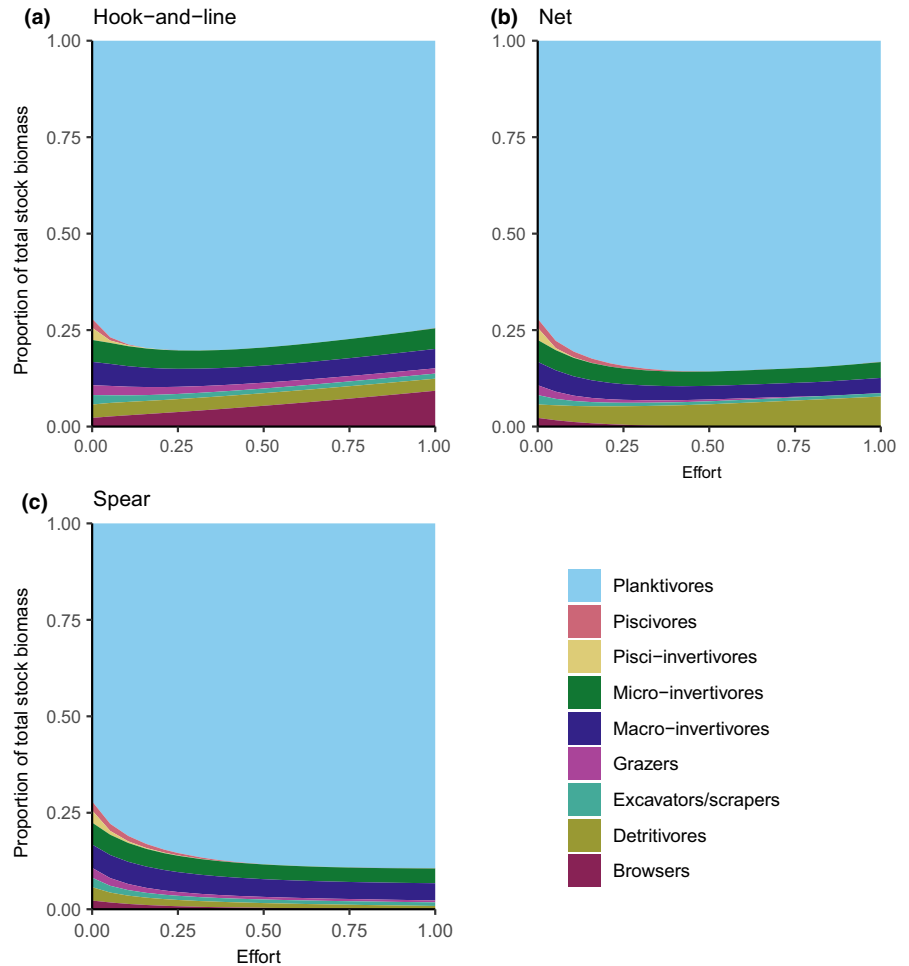 (a) Hook−and−line
1.00
0.75
0.50
0.25
0.00
Proportion of total stock biomass
0.00 0.25 0.50 0.75 1.00
(b) Net
1.00
0.75
0.50
0.25
0.00
0.00 0.25 0.50 0.75 1.00
Effort
(c) Spear
1.00
0.75
0.50
0.25
0.00
Proportion of total stock biomass
0.00 0.25 0.50 0.75 1.00
Effort
Planktivores
Piscivores
Pisci−invertivores
Micro−invertivores
Macro−invertivores
Grazers
Excavators/scrapers
Detritivores
Browsers